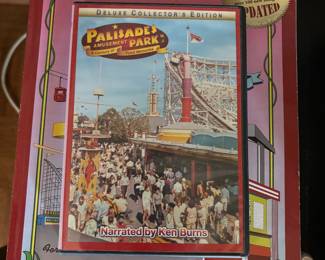 UPDATED
DELUXE COLLECTOR'S EDITION
PALISADES
AMUSEMENT PARK
Narrated by Ken Burns